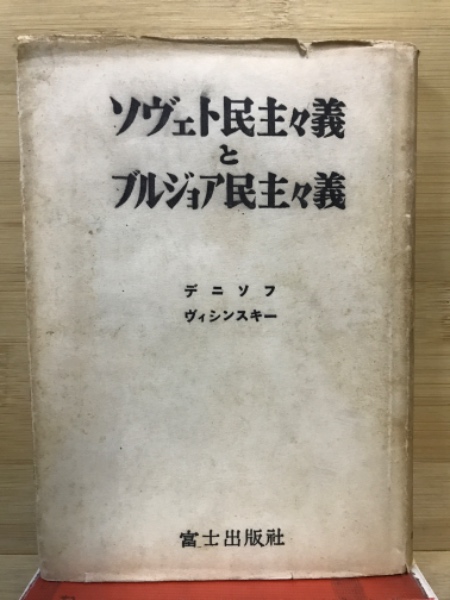 ソヴェト民主々義
と
ブルジョア民主々義
デニソフ
ヴィシンスキー
富士出版社